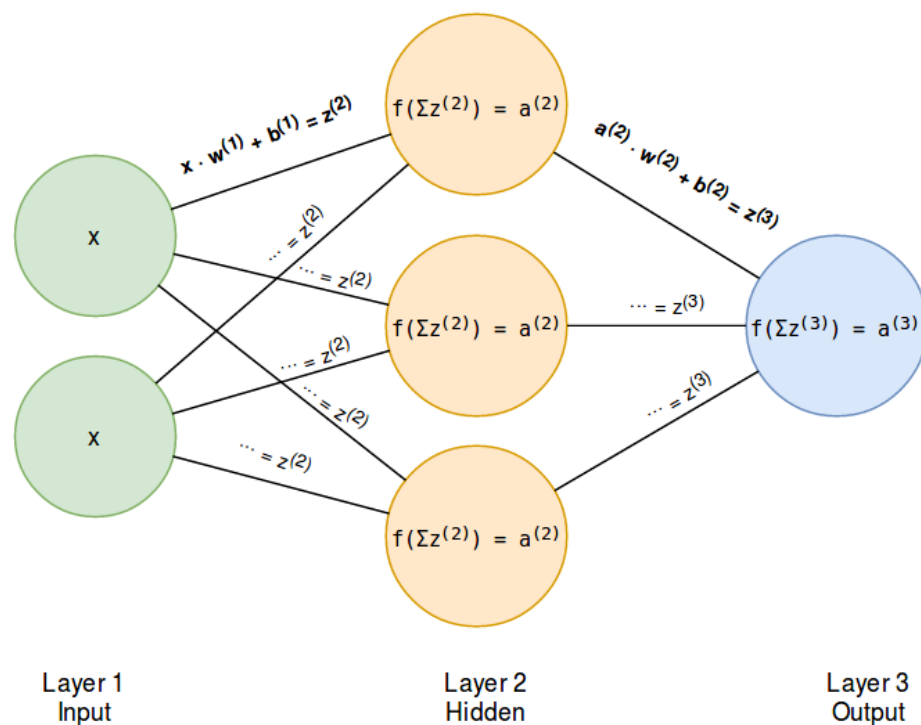 x · w⁽¹⁾ + b⁽¹⁾ = z⁽²⁾
f(Σz⁽²⁾) = a⁽²⁾
a⁽²⁾ · w⁽²⁾ + b⁽²⁾ = z⁽³⁾
x
... = z⁽²⁾
... = z⁽²⁾
f(Σz⁽²⁾) = a⁽²⁾
... = z⁽³⁾
f(Σz⁽³⁾) = a⁽³⁾
... = z⁽²⁾
... = z⁽²⁾
... = z⁽³⁾
x
... = z⁽²⁾
f(Σz⁽²⁾) = a⁽²⁾
Layer 1
Input
Layer 2
Hidden
Layer 3
Output